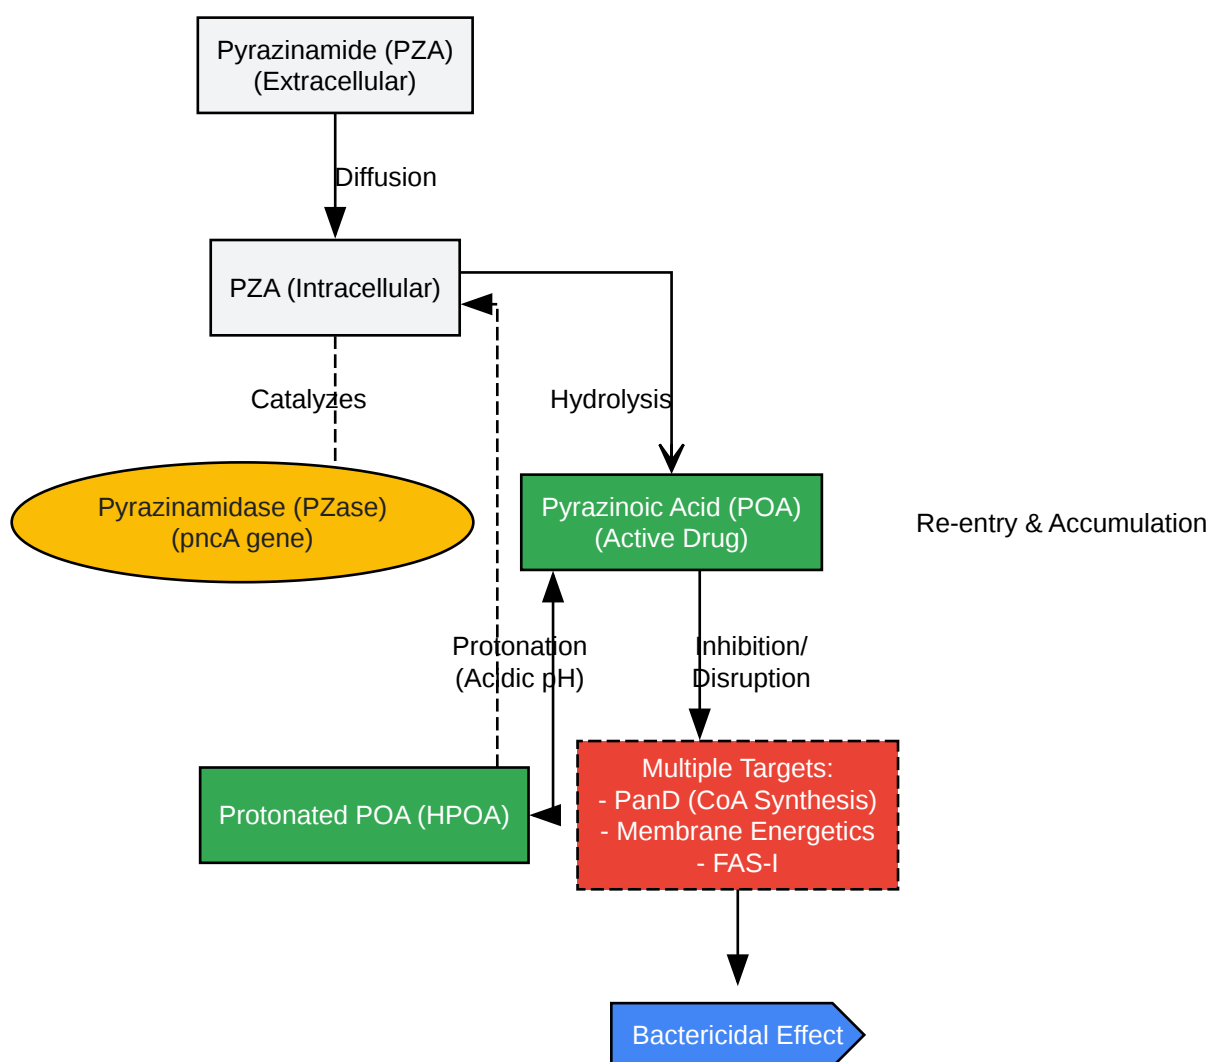 Pyrazinamide (PZA)
(Extracellular)
Diffusion
PZA (Intracellular)
Catalyzes
Hydrolysis
Pyrazinamidase (PZase)
(pncA gene)
Pyrazinoic Acid (POA)
(Active Drug)
Re-entry & Accumulation
Protonation
(Acidic pH)
Inhibition/
Disruption
Protonated POA (HPOA)
Multiple Targets:
- PanD (CoA Synthesis)
- Membrane Energetics
- FAS-I
Bactericidal Effect